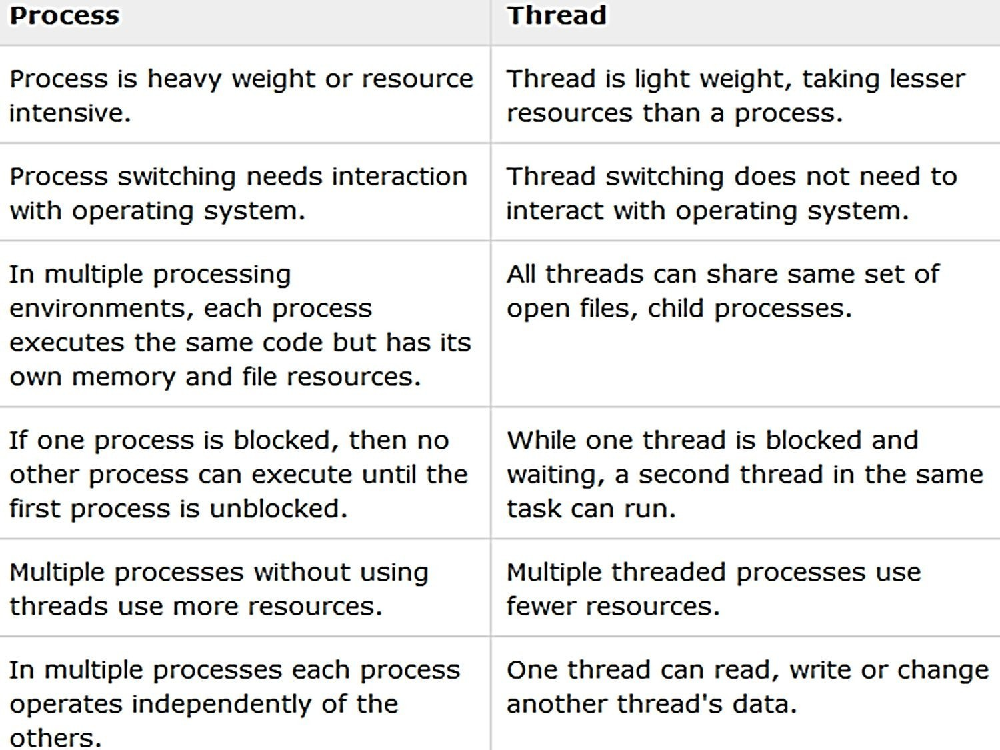 Process
Thread
Process is heavy weight or resource
intensive.
Thread is light weight, taking lesser
resources than a process.
Process switching needs interaction
with operating system.
Thread switching does not need to
interact with operating system.
In multiple processing
environments, each process
executes the same code but has its
own memory and file resources.
All threads can share same set of
open files, child processes.
If one process is blocked, then no
other process can execute until the
first process is unblocked.
While one thread is blocked and
waiting, a second thread in the same
task can run.
Multiple processes without using
threads use more resources.
Multiple threaded processes use
fewer resources.
In multiple processes each process
operates independently of the
others.
One thread can read, write or change
another thread's data.